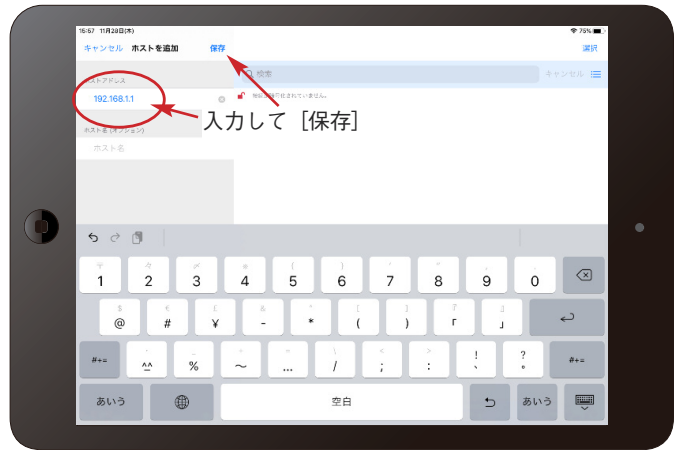 15:57 11月28日(木)
75%
キャンセル ホストを追加 保存
選択
検索
キャンセル
ホストアドレス
192.168.1.1
入力して［保存］
ホスト名 (オプション)
ホスト名
1 2 3 4 5 6 7 8 9 0
@ # ¥ - * ( ) 「 」
#+= ^^ % 〜 … / ; : ! 、 ? 。 #+=
あいう 空白 あいう